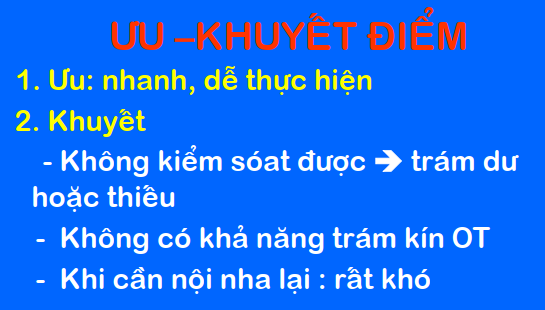 ƯU –KHUYẾT ĐIỂM
1. Ưu: nhanh, dễ thực hiện
2. Khuyết
- Không kiểm sóat được ➔ trám dư
hoặc thiếu
- Không có khả năng trám kín OT
- Khi cần nội nha lại : rất khó